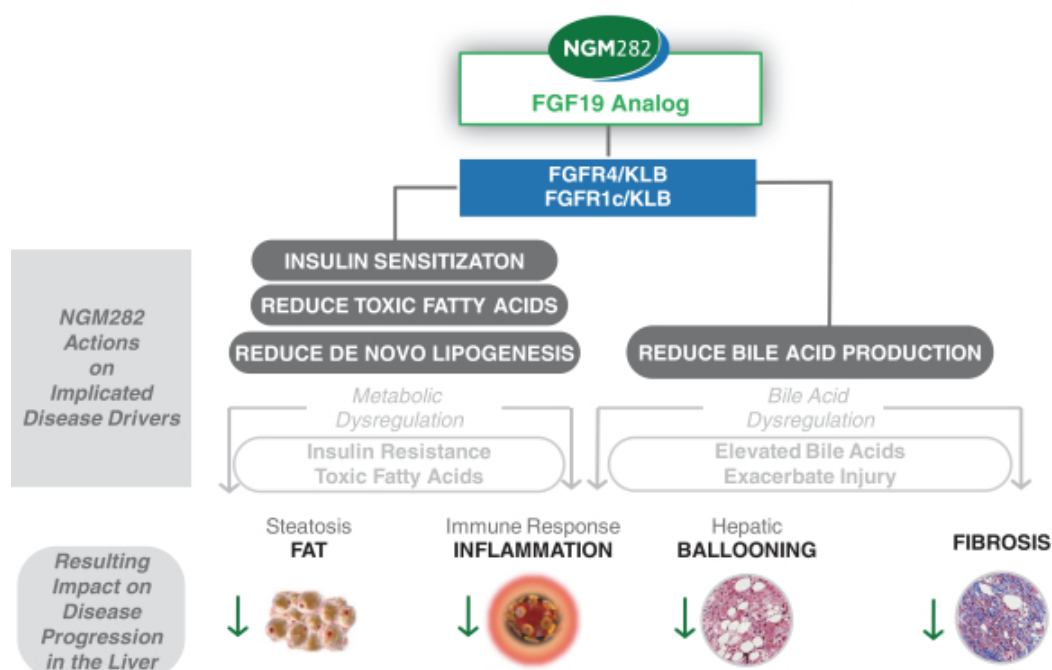 NGM282
FGF19 Analog
FGFR4/KLB
FGFR1c/KLB
INSULIN SENSITIZATON
REDUCE TOXIC FATTY ACIDS
REDUCE DE NOVO LIPOGENESIS
REDUCE BILE ACID PRODUCTION
NGM282
Actions
on
Implicated
Disease Drivers
Metabolic
Dysregulation
Insulin Resistance
Toxic Fatty Acids
Bile Acid
Dysregulation
Elevated Bile Acids
Exacerbate Injury
Resulting
Impact on
Disease
Progression
in the Liver
Steatosis
FAT
Immune Response
INFLAMMATION
Hepatic
BALLOONING
FIBROSIS